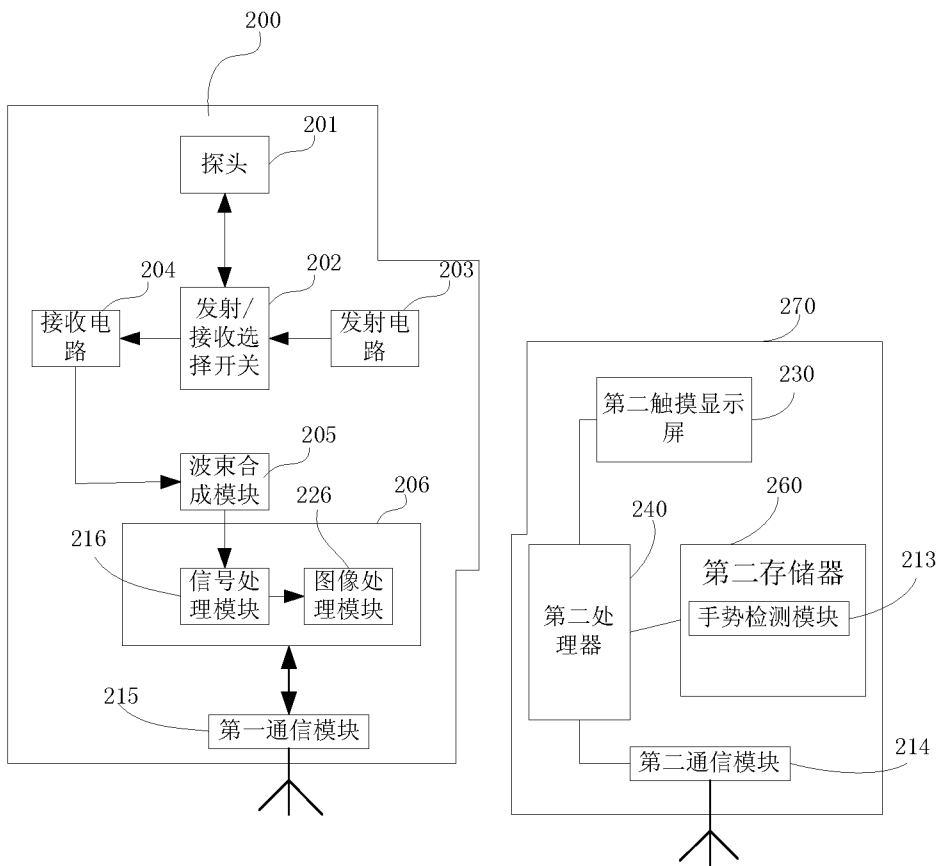 200
201
探头
204
202
203
接收电
路
发射/
接收选
择开关
发射电
路
205
波束合
成模块
206
226
216
信号处
理模块
图像处
理模块
215
第一通信模块
270
230
第二触摸显示
屏
240
260
第二存储器
213
手势检测模块
第二处
理器
214
第二通信模块